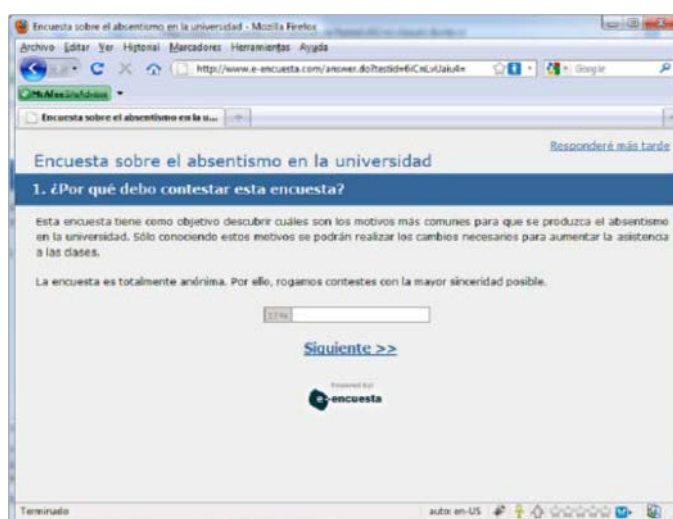 Encuesta sobre el absentismo en la universidad - Mozilla Firefox
Archivo Editar Ver Historial Marcadores Herramientas Ayuda
http://www.e-encuesta.com/answer.do?testid= Google
McAfee SiteAdvisor
Encuesta sobre el absentismo en la u...
Responderé más tarde
Encuesta sobre el absentismo en la universidad
1. ¿Por qué debo contestar esta encuesta?
Esta encuesta tiene como objetivo descubrir cuáles son los motivos más comunes para que se produzca el absentismo
en la universidad. Sólo conociendo estos motivos se podrán realizar los cambios necesarios para aumentar la asistencia
a las clases.
La encuesta es totalmente anónima. Por ello, rogamos contestes con la mayor sinceridad posible.
Siguiente >>
Powered by:
e-encuesta
Terminado auto: en-US